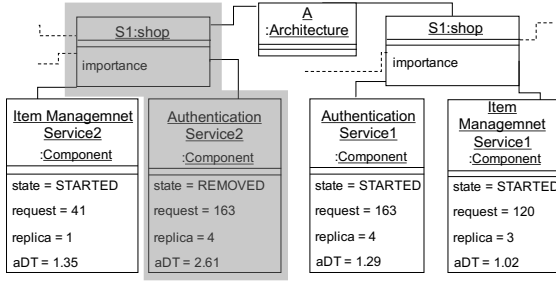 S1:shop
importance
A
:Architecture
S1:shop
importance
Item Managemnet
Service2
:Component
state = STARTED
request = 41
replica = 1
aDT = 1.35
Authentication
Service2
:Component
state = REMOVED
request = 163
replica = 4
aDT = 2.61
Authentication
Service1
:Component
state = STARTED
request = 163
replica = 4
aDT = 1.29
Item
Managemnet
Service1
:Component
state = STARTED
request = 120
replica = 3
aDT = 1.02